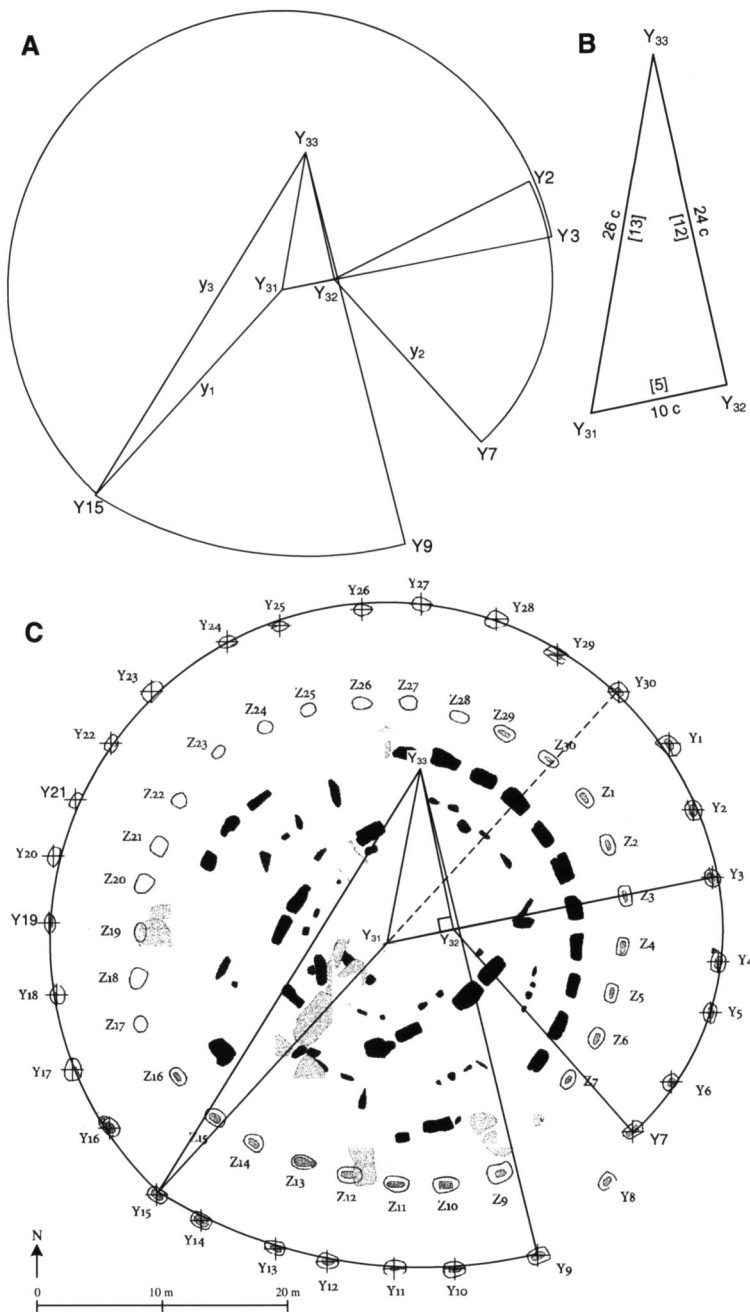 A
Y33
Y2
Y3
y3
Y31
Y32
y2
y1
Y7
Y15
Y9
B
Y33
26 c
[13]
24 c
[12]
[5]
10 c
Y31
Y32
C
Y26
Y27
Y25
Y28
Y24
Y29
Y23
Y30
Z26
Z27
Z25
Z28
Z24
Z29
Y22
Z23
Y33
Z30
Y1
Y21
Z22
Z1
Y2
Y20
Z21
Z2
Z20
Y3
Y19
Z19
Z3
Y31
Y32
Z4
Y4
Y18
Z18
Z5
Y5
Z17
Z6
Y17
Z16
Z7
Y6
Y16
Z15
Y7
Z14
Z13
Z12
Z11
Z10
Z9
Y8
Y15
Y14
Y13
Y12
Y11
Y10
Y9
N
0 10 m 20 m